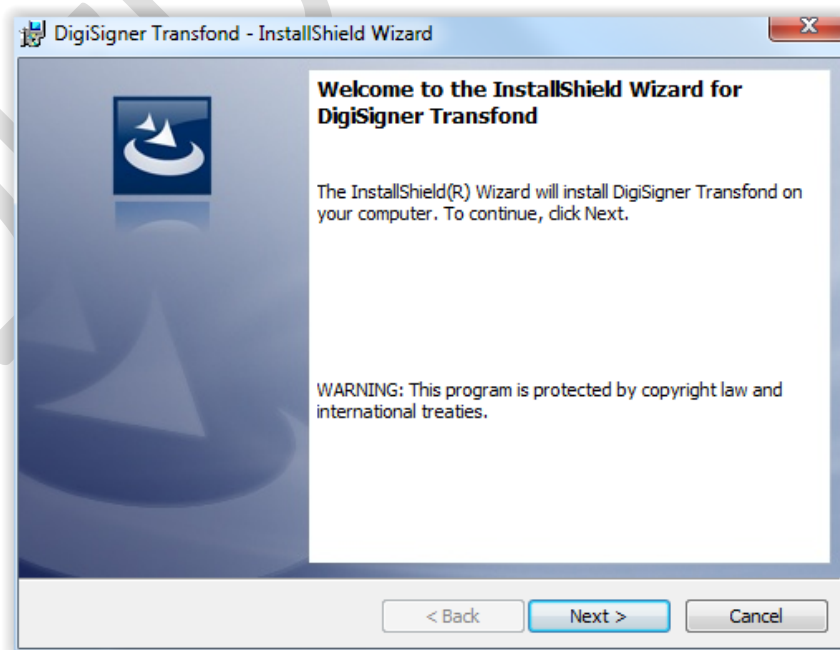 DigiSigner Transfond - InstallShield Wizard
Welcome to the InstallShield Wizard for
DigiSigner Transfond
The InstallShield(R) Wizard will install DigiSigner Transfond on
your computer. To continue, click Next.
WARNING: This program is protected by copyright law and
international treaties.
< Back
Next >
Cancel